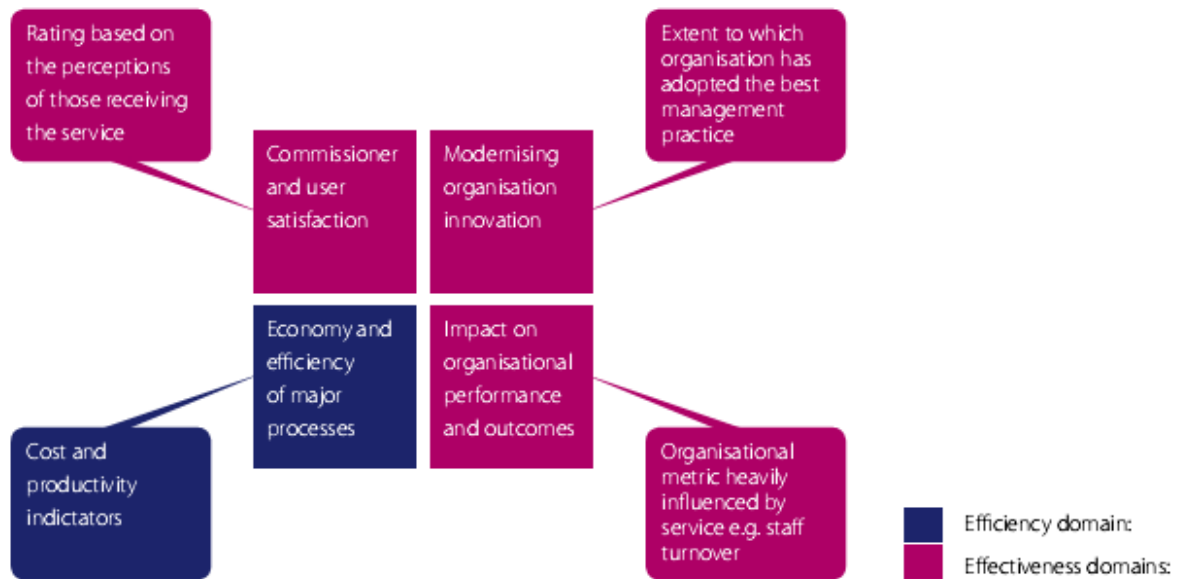 Rating based on
the perceptions
of those receiving
the service
Extent to which
organisation has
adopted the best
management
practice
Commissioner
and user
satisfaction
Modernising
organisation
innovation
Economy and
efficiency
of major
processes
Impact on
organisational
performance
and outcomes
Cost and
productivity
indictators
Organisational
metric heavily
influenced by
service e.g. staff
turnover
Efficiency domain:
Effectiveness domains: